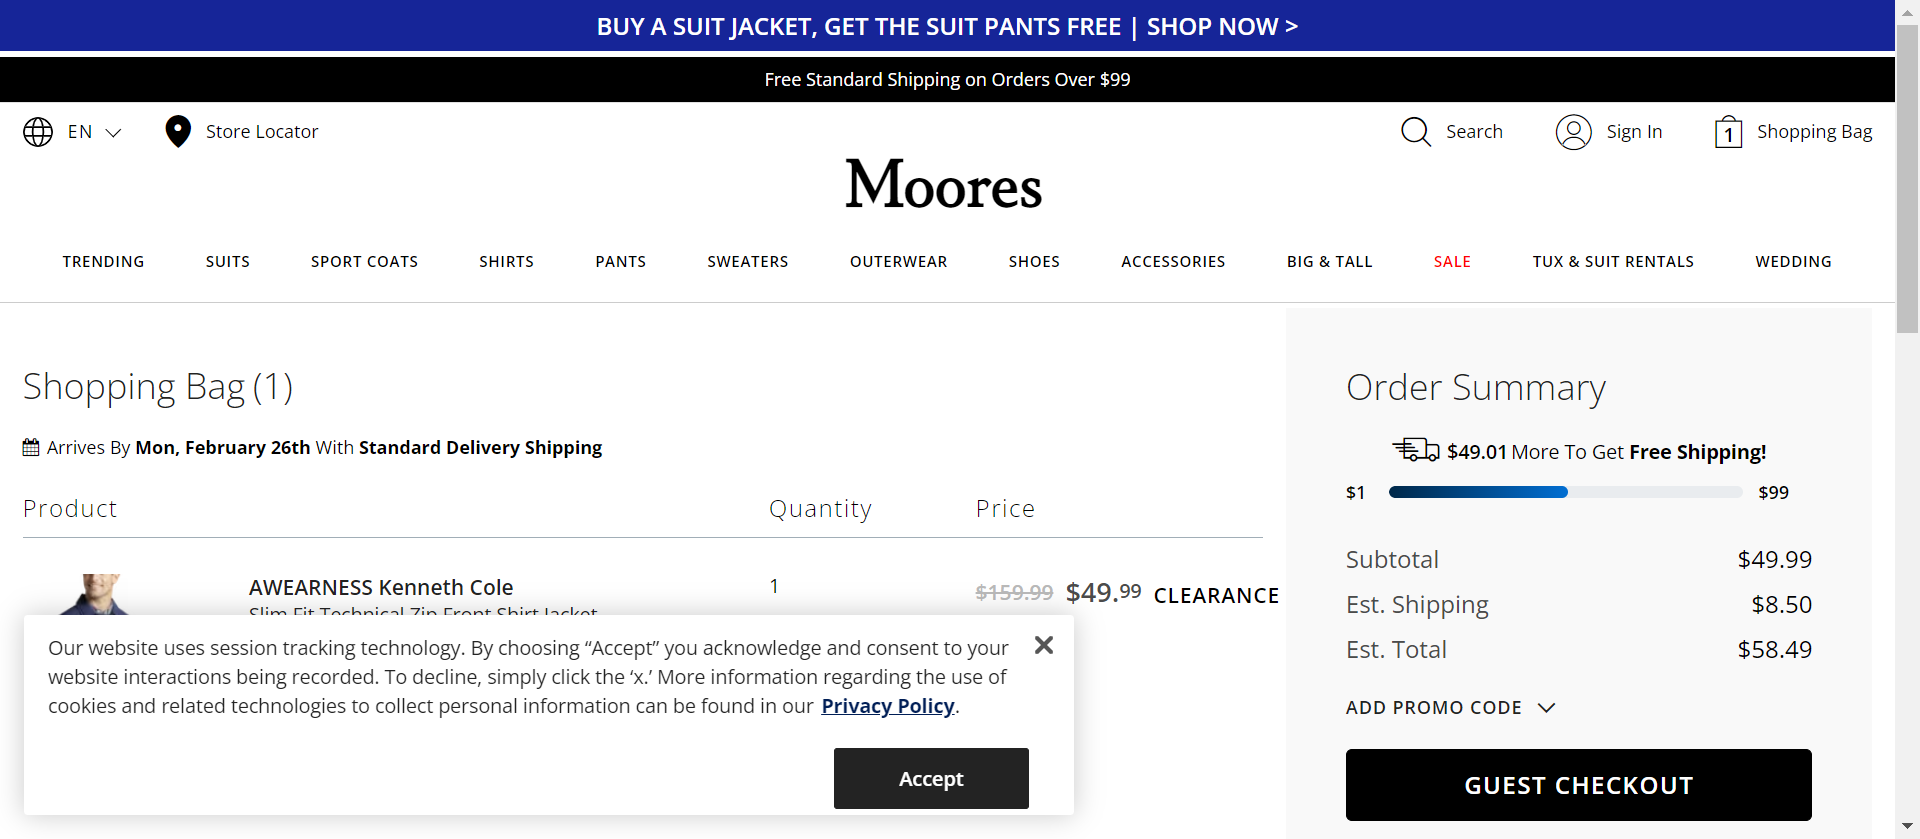 BUY A SUIT JACKET, GET THE SUIT PANTS FREE | SHOP NOW >
Free Standard Shipping on Orders Over $99
EN
Store Locator
Search
Sign In
1
Shopping Bag
Moores
TRENDING
SUITS
SPORT COATS
SHIRTS
PANTS
SWEATERS
OUTERWEAR
SHOES
ACCESSORIES
BIG & TALL
SALE
TUX & SUIT RENTALS
WEDDING
Shopping Bag (1)
Arrives By Mon, February 26th With Standard Delivery Shipping
Product
Quantity
Price
AWEARNESS Kenneth Cole
Slim Fit Technical Zip Front Shirt Jacket
1
$159.99 $49.99 CLEARANCE
Our website uses session tracking technology. By choosing “Accept” you acknowledge and consent to your
website interactions being recorded. To decline, simply click the ‘x.’ More information regarding the use of
cookies and related technologies to collect personal information can be found in our Privacy Policy.
Accept
Order Summary
$49.01 More To Get Free Shipping!
$1
$99
Subtotal $49.99
Est. Shipping $8.50
Est. Total $58.49
ADD PROMO CODE
GUEST CHECKOUT